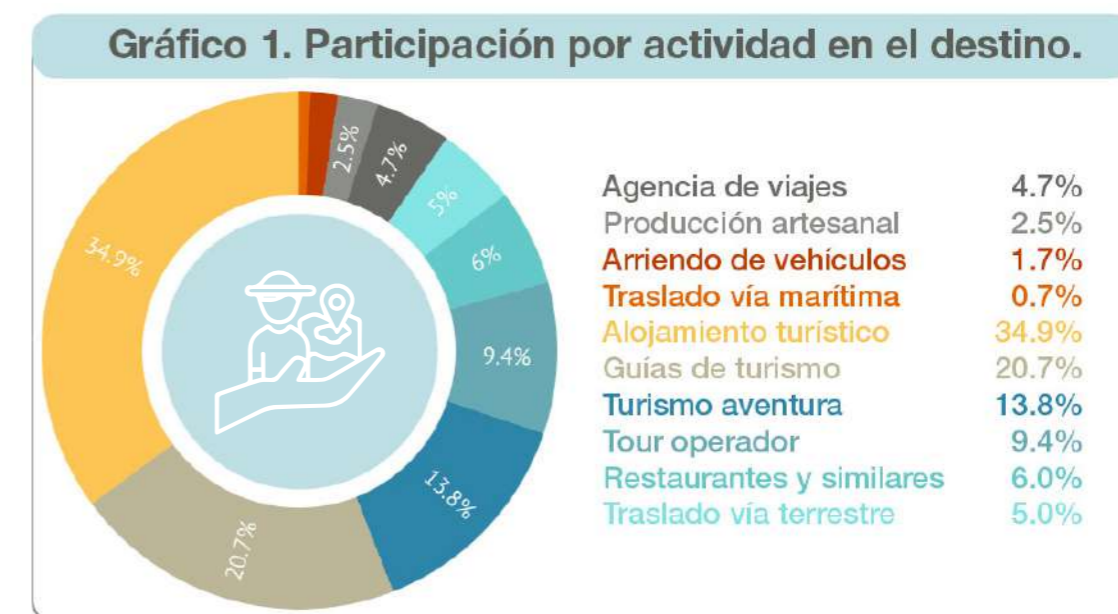 Gráfico 1. Participación por actividad en el destino.
2.5%
4.7%
5%
6%
9.4%
13.8%
20.7%
34.9%
Agencia de viajes 4.7%
Producción artesanal 2.5%
Arriendo de vehículos 1.7%
Traslado vía marítima 0.7%
Alojamiento turístico 34.9%
Guías de turismo 20.7%
Turismo aventura 13.8%
Tour operador 9.4%
Restaurantes y similares 6.0%
Traslado vía terrestre 5.0%